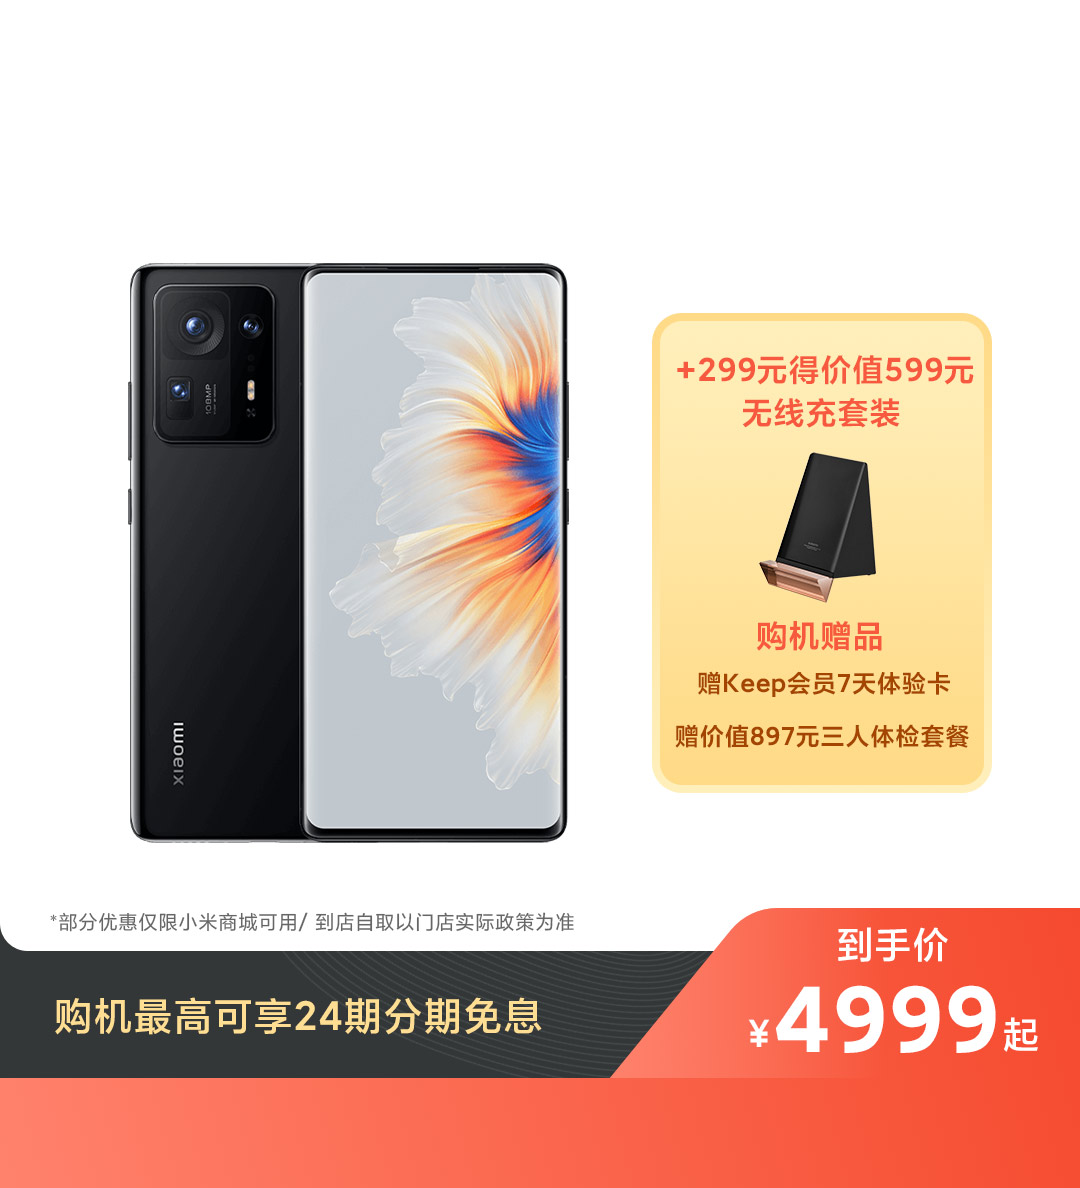 108MP
xiaomi
+299元得价值599元
无线充套装
购机赠品
赠Keep会员7天体验卡
赠价值897元三人体检套餐
*部分优惠仅限小米商城可用/ 到店自取以门店实际政策为准
购机最高可享24期分期免息
到手价
¥4999起